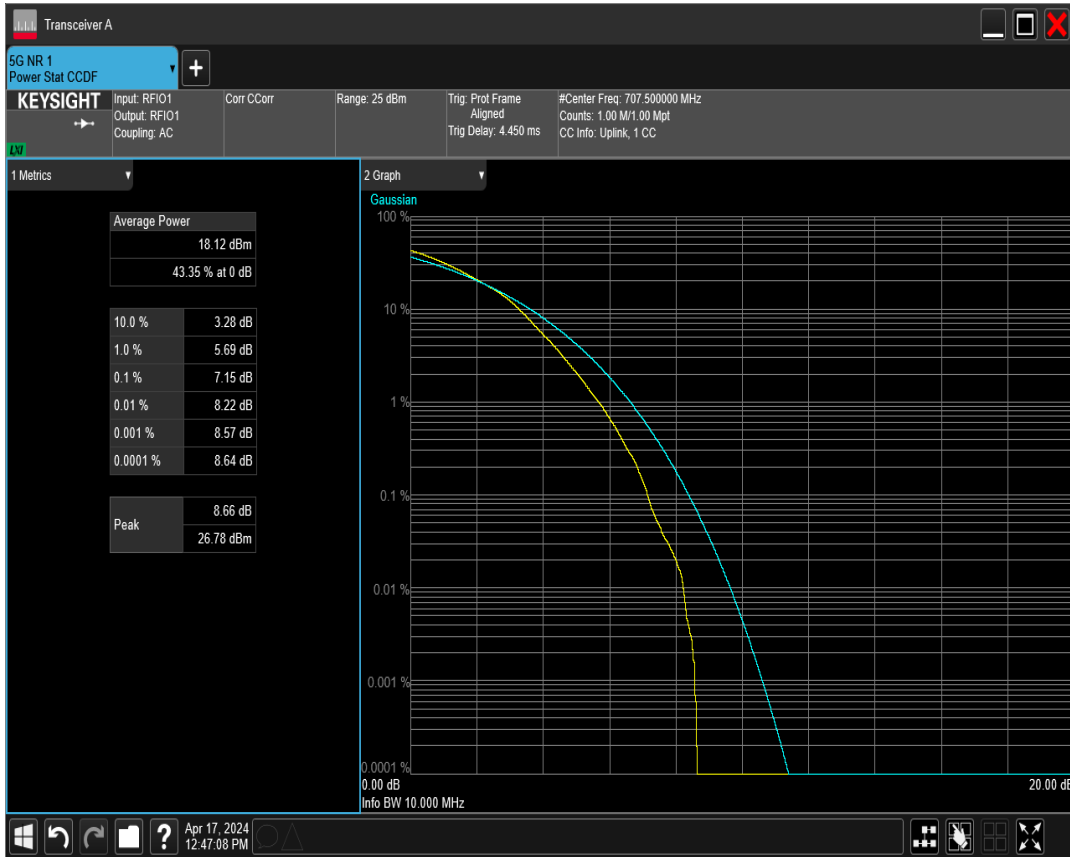 Transceiver A
5G NR 1
Power Stat CCDF
+
KEYSIGHT
LXI
Input: RFIO1
Output: RFIO1
Coupling: AC
Corr CCorr
Range: 25 dBm
Trig: Prot Frame
Aligned
Trig Delay: 4.450 ms
#Center Freq: 707.500000 MHz
Counts: 1.00 M/1.00 Mpt
CC Info: Uplink, 1 CC
1 Metrics
Average Power
18.12 dBm
43.35 % at 0 dB
10.0 % 3.28 dB
1.0 % 5.69 dB
0.1 % 7.15 dB
0.01 % 8.22 dB
0.001 % 8.57 dB
0.0001 % 8.64 dB
Peak
8.66 dB
26.78 dBm
2 Graph
Gaussian
100 %
10 %
1 %
0.1 %
0.01 %
0.001 %
0.0001 %
0.00 dB 20.00 dB
Info BW 10.000 MHz
?
Apr 17, 2024
12:47:08 PM